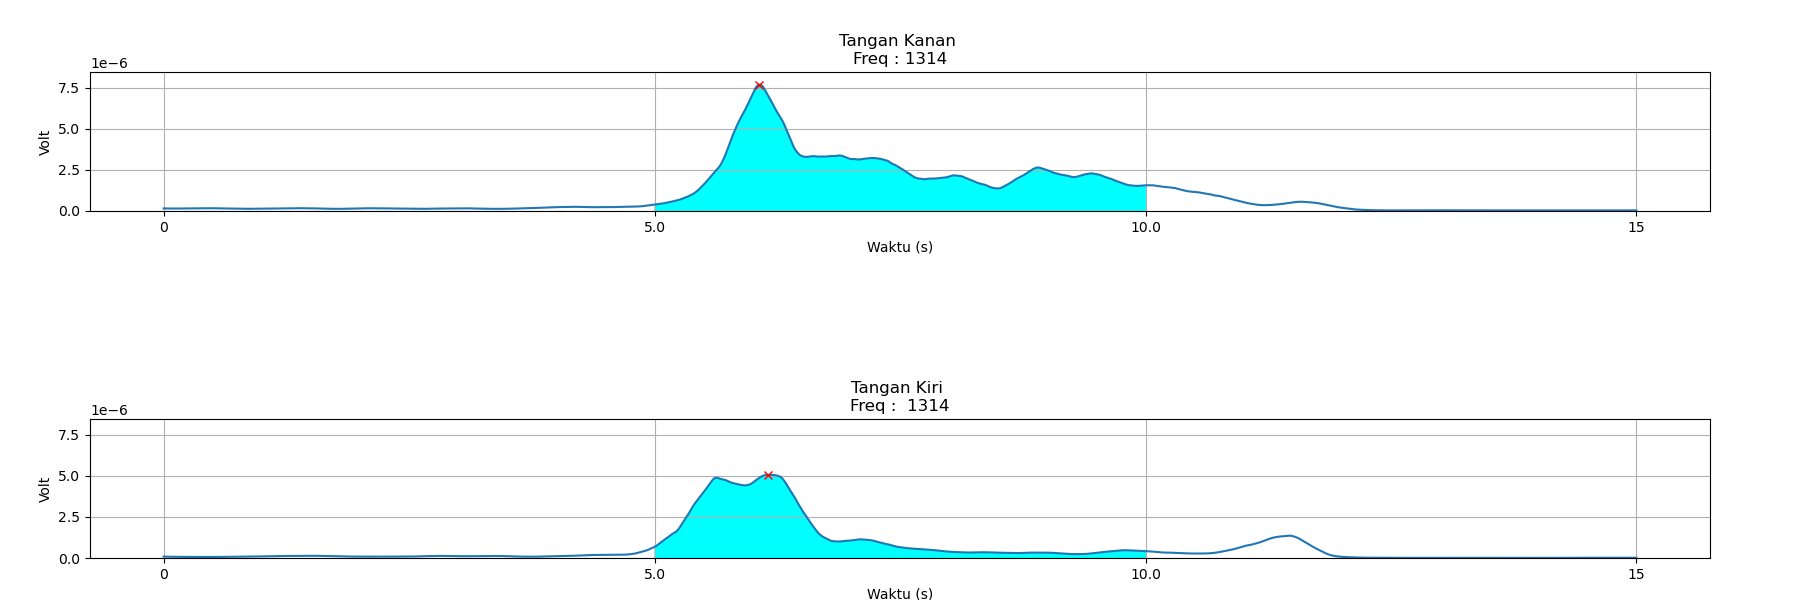 Tangan Kanan
Freq : 1314
1e−6
7.5
5.0
2.5
0.0
Volt
0 5.0 10.0 15
Waktu (s)
Tangan Kiri
Freq :  1314
1e−6
7.5
5.0
2.5
0.0
Volt
0 5.0 10.0 15
Waktu (s)